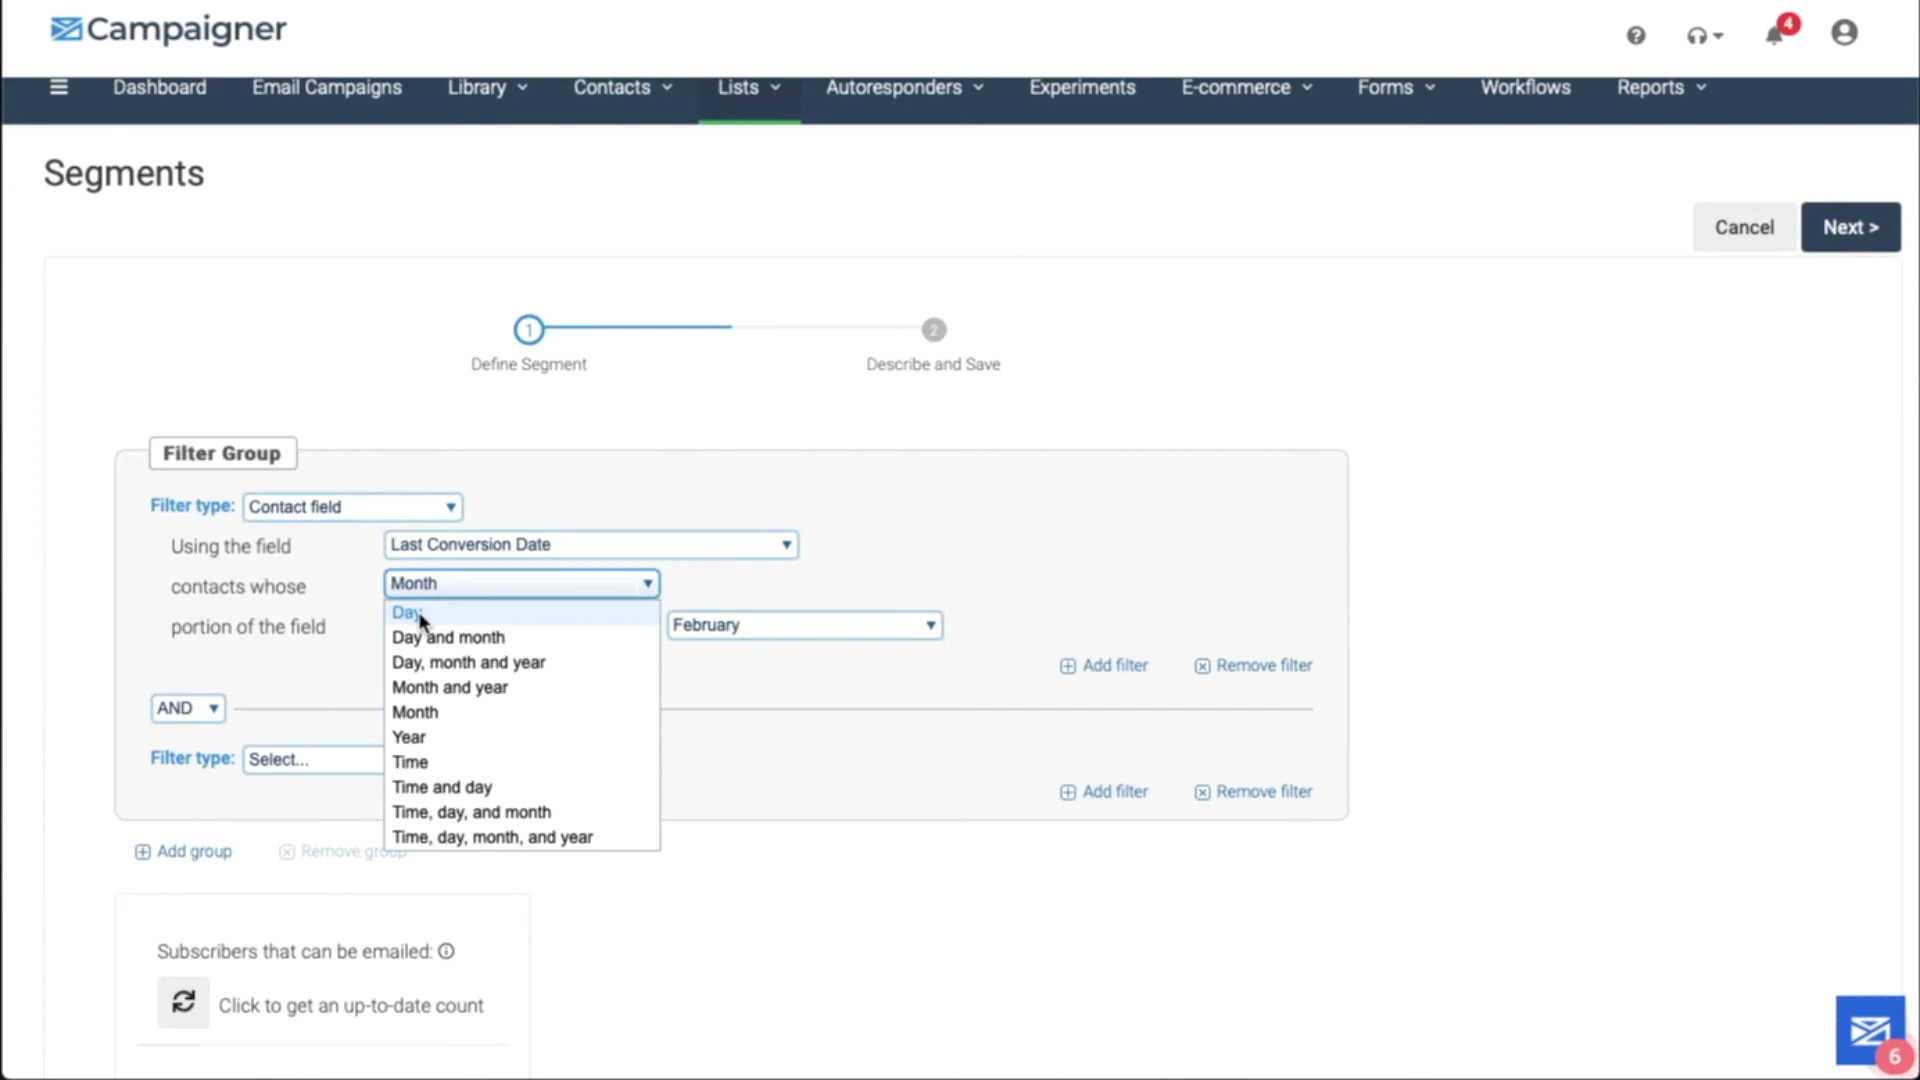 Campaigner
4
Dashboard Email Campaigns Library Contacts Lists Autoresponders Experiments E-commerce Forms Workflows Reports
Segments
Cancel Next >
1 2
Define Segment Describe and Save
Filter Group
Filter type: Contact field
Using the field Last Conversion Date
contacts whose Month
portion of the field February
Day
Day and month
Day, month and year
Month and year
Month
Year
Time
Time and day
Time, day, and month
Time, day, month, and year
Add filter Remove filter
AND
Filter type: Select...
Add filter Remove filter
Add group Remove group
Subscribers that can be emailed:
Click to get an up-to-date count
6